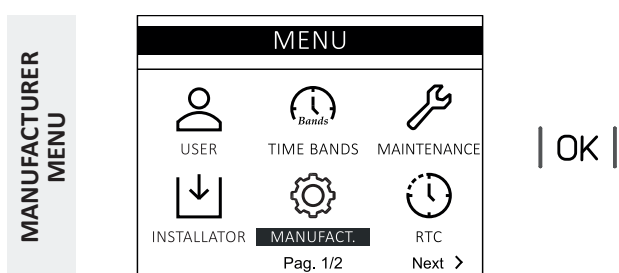 MANUFACTURER
MENU
MENU
Bands
USER TIME BANDS MAINTENANCE
INSTALLATOR MANUFACT. RTC
Pag. 1/2 Next >
| OK |